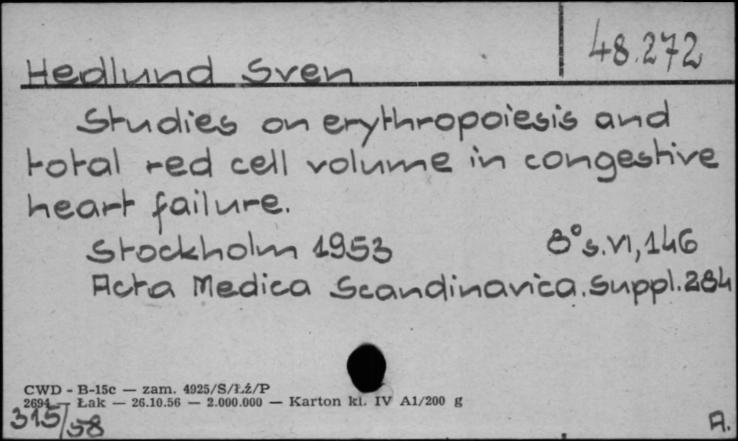 48.272
Hedlund Sven
Studies on erythropoiesis and
total red cell volume in congestive
heart failure.
Stockholm 1953 8° s.VI,146
Acta Medica Scandinavica. Suppl.284
CWD - B-15c — zam. 4925/S/Łż/P
2694 — Łak — 26.10.56 — 2.000.000 — Karton kl. IV A1/200 g
315/58
A.